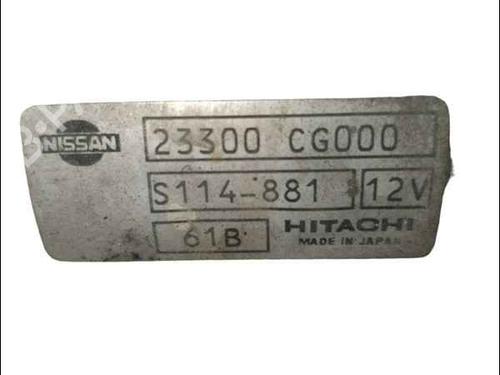 NISSAN
23300 CG000
S114-881 12V
61B HITACHI
MADE IN JAPAN